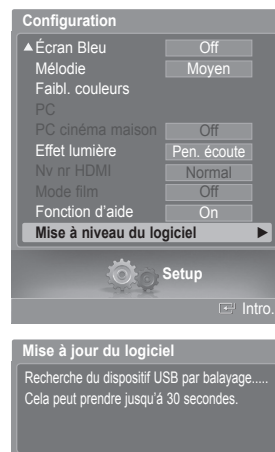 Configuration
▲Écran Bleu Off
Mélodie Moyen
Faibl. couleurs
PC
PC cinéma maison Off
Effet lumière Pen. écoute
Nv nr HDMI Normal
Mode film Off
Fonction d'aide On
Mise à niveau du logiciel ►
Setup
Intro.
Mise à jour du logiciel
Recherche du dispositif USB par balayage.....
Cela peut prendre jusqu'á 30 secondes.